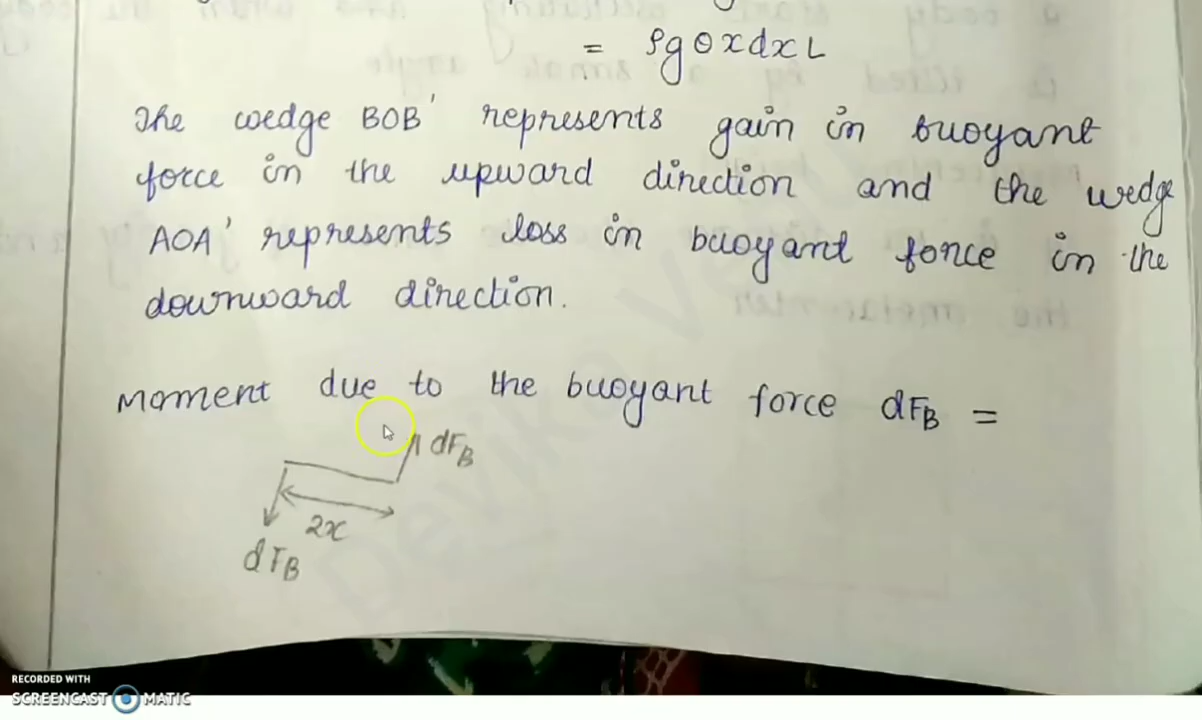 = ρgθxdxL
The wedge BOB' represents gain in buoyant
force in the upward direction and the wedge
AOA' represents loss in buoyant force in the
downward direction.
Moment due to the buoyant force dFB =
dFB
2x
dFB
RECORDED WITH
SCREENCAST MATIC